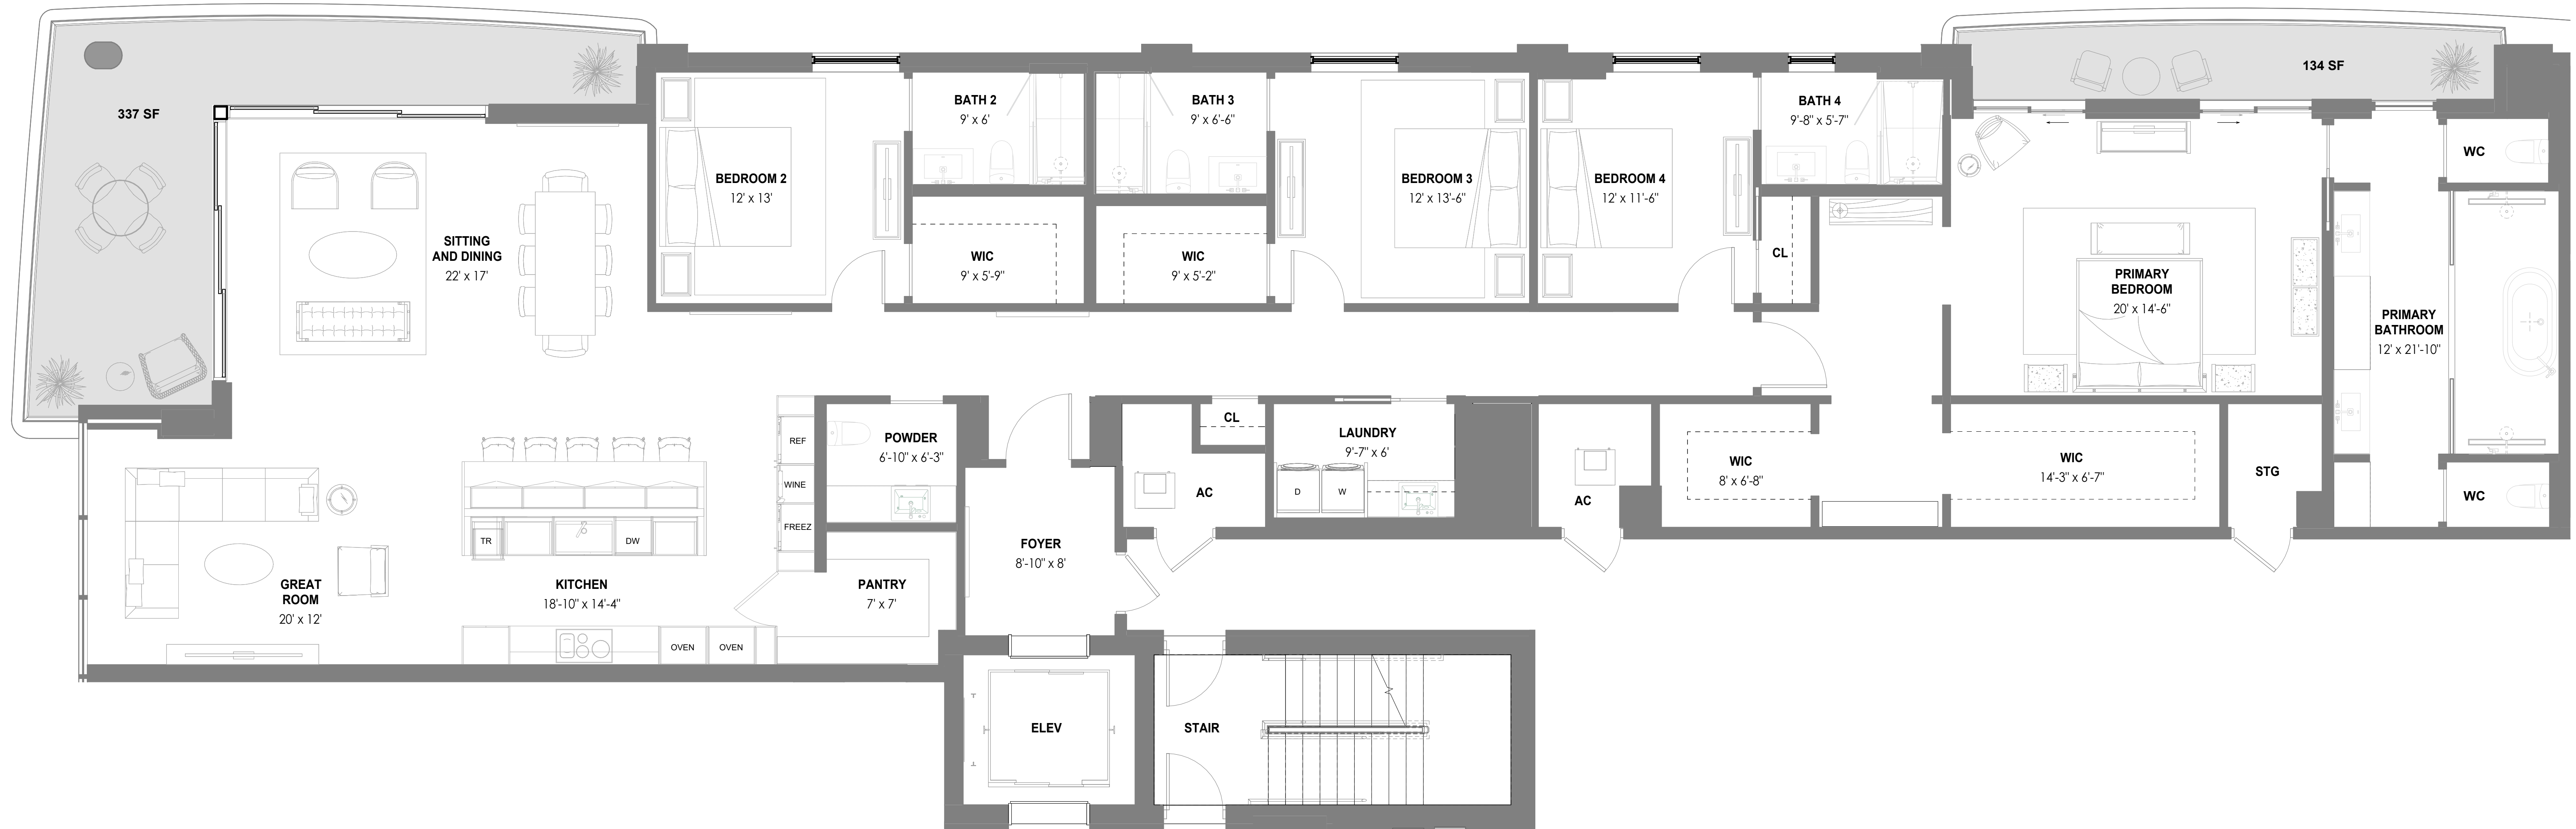 337 SF
SITTING
AND DINING
22' x 17'
BEDROOM 2
12' x 13'
BATH 2
9' x 6'
WIC
9' x 5'-9"
BATH 3
9' x 6'-6"
WIC
9' x 5'-2"
BEDROOM 3
12' x 13'-6"
BEDROOM 4
12' x 11'-6"
BATH 4
9'-8" x 5'-7"
CL
134 SF
PRIMARY
BEDROOM
20' x 14'-6"
WC
PRIMARY
BATHROOM
12' x 21'-10"
WC
GREAT
ROOM
20' x 12'
KITCHEN
18'-10" x 14'-4"
TR
DW
OVEN
OVEN
REF
WINE
FREEZ
POWDER
6'-10" x 6'-3"
PANTRY
7' x 7'
FOYER
8'-10" x 8'
AC
CL
LAUNDRY
9'-7" x 6'
D
W
AC
WIC
8' x 6'-8"
WIC
14'-3" x 6'-7"
STG
ELEV
STAIR